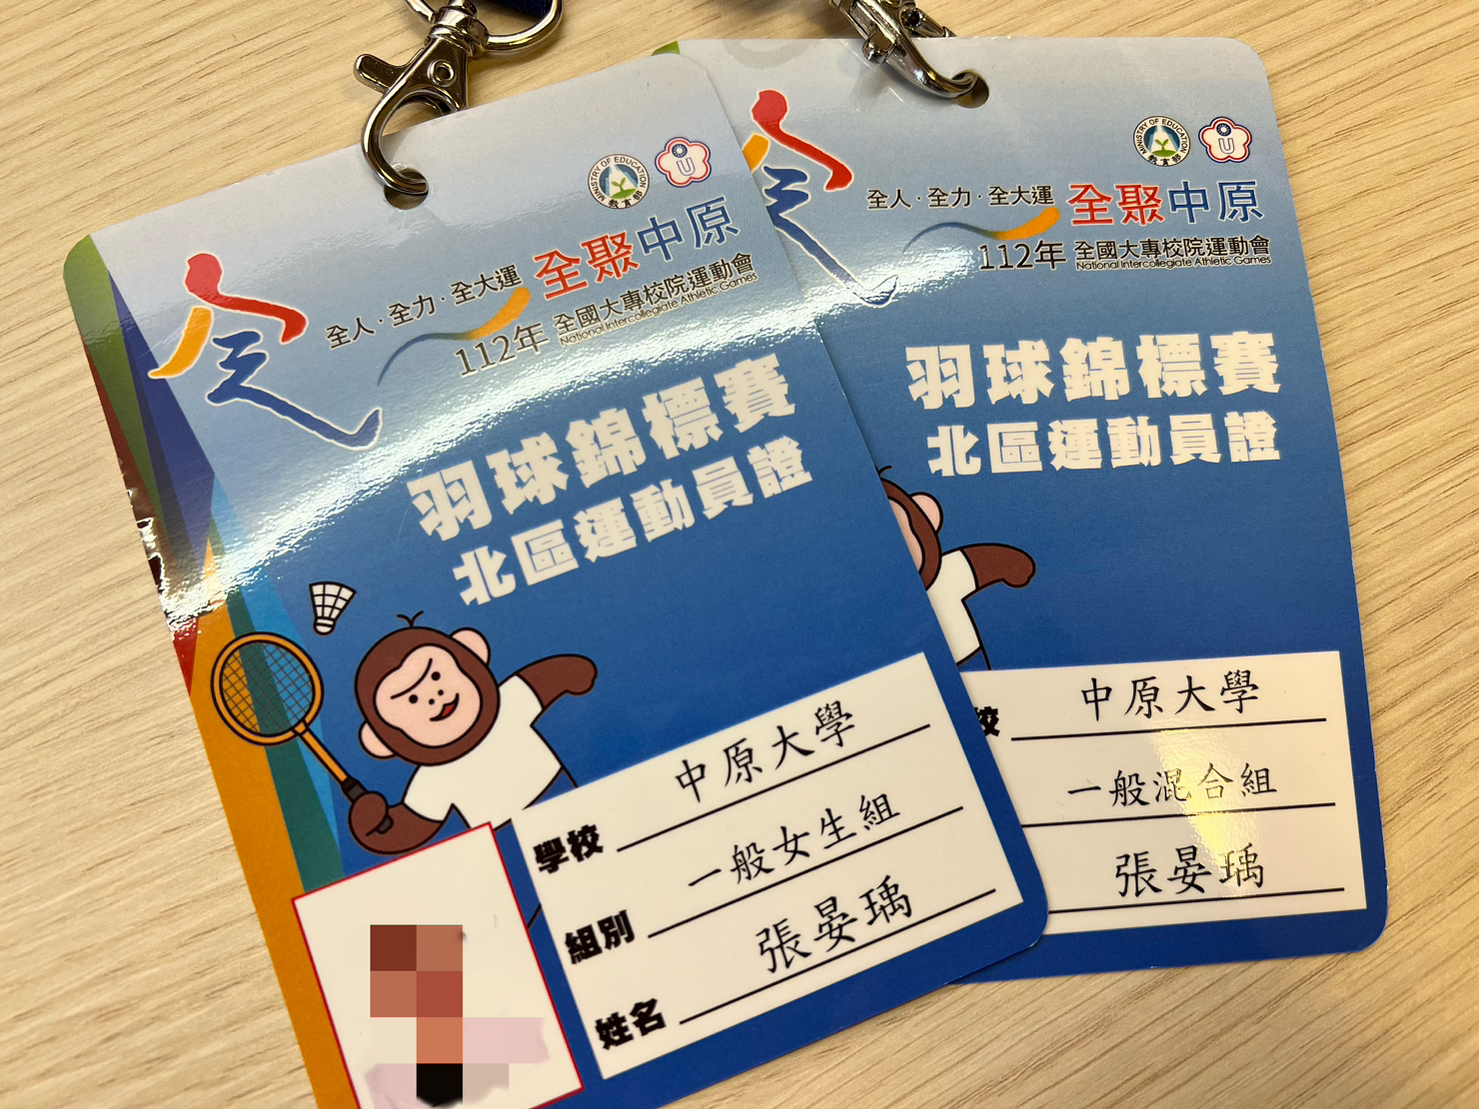 MINISTRY OF EDUCATION
教育部
U
全人·全力·全大運 全聚中原
112年 全國大專校院運動會
National Intercollegiate Athletic Games
羽球錦標賽
北區運動員證
學校 中原大學
組別 一般女生組
姓名 張晏瑀
MINISTRY OF EDUCATION
教育部
U
全人·全力·全大運 全聚中原
112年 全國大專校院運動會
National Intercollegiate Athletic Games
羽球錦標賽
北區運動員證
校 中原大學
一般混合組
張晏瑀